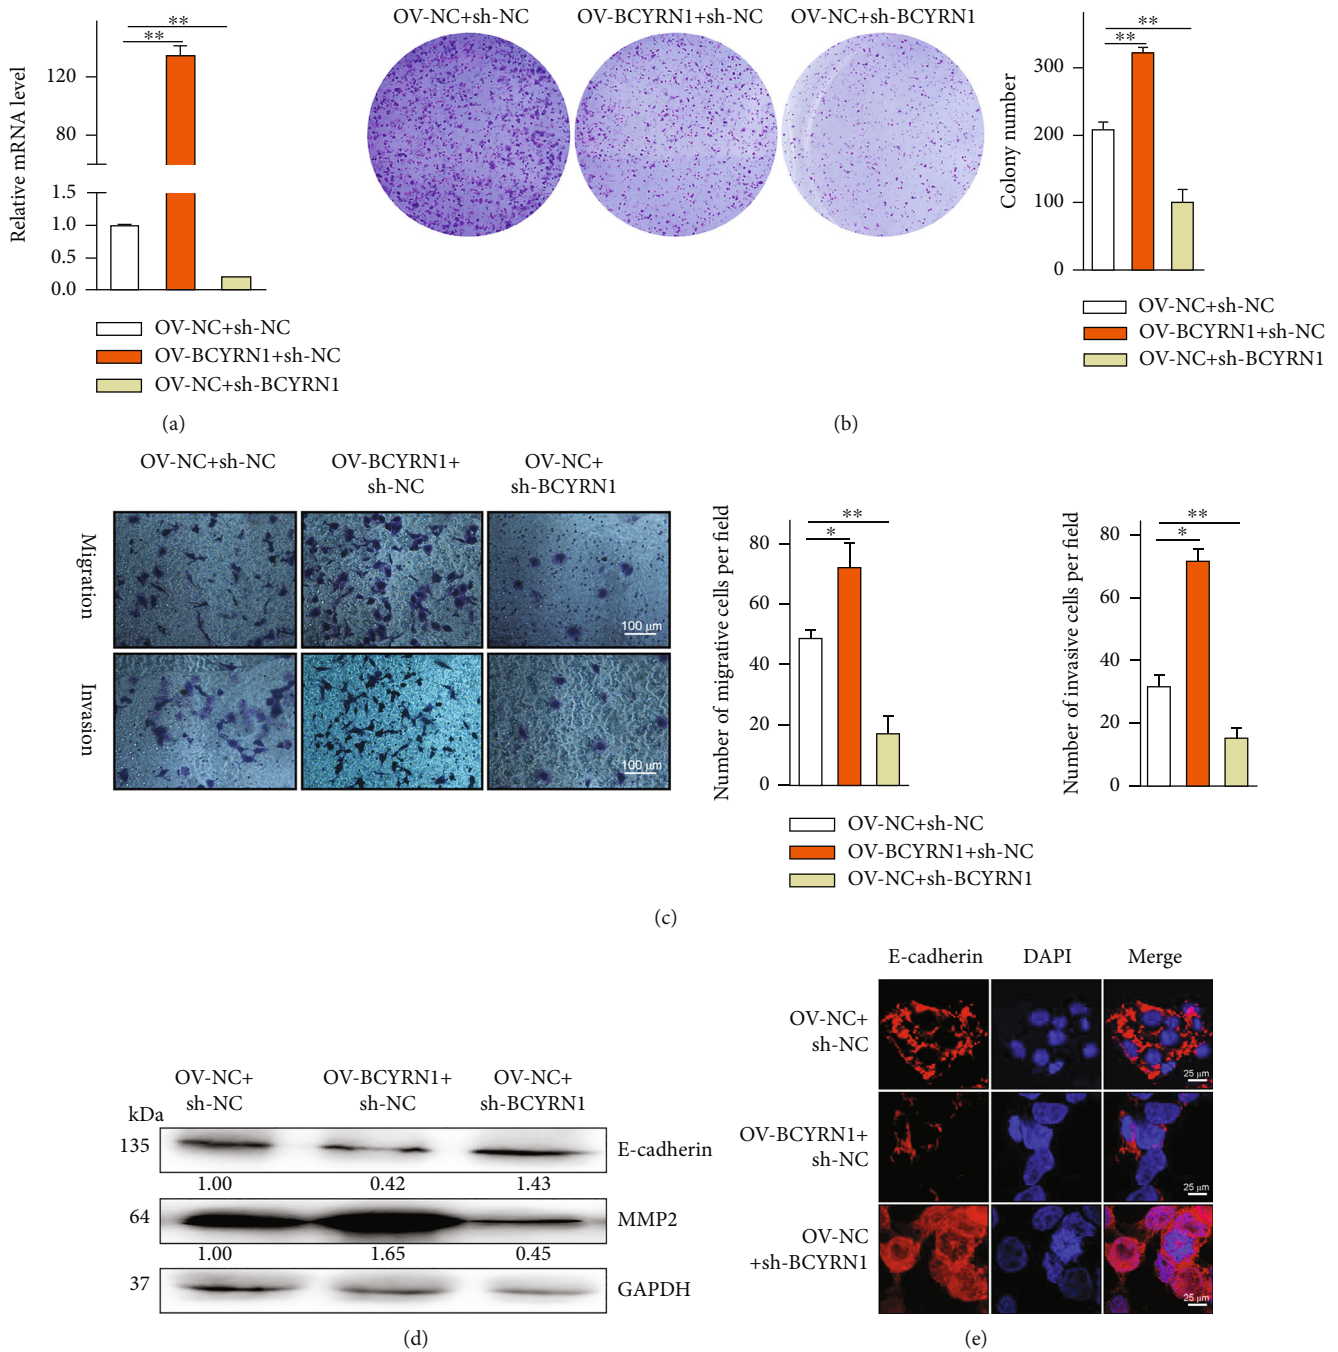 **
**
Relative mRNA level
120
80
1.5
1.0
0.5
0.0
OV-NC+sh-NC
OV-BCYRN1+sh-NC
OV-NC+sh-BCYRN1
(a)
OV-NC+sh-NC
OV-BCYRN1+sh-NC
OV-NC+sh-BCYRN1
**
**
Colony number
300
200
100
0
OV-NC+sh-NC
OV-BCYRN1+sh-NC
OV-NC+sh-BCYRN1
(b)
OV-NC+sh-NC
OV-BCYRN1+
sh-NC
OV-NC+
sh-BCYRN1
Migration
100 µm
Invasion
100 µm
**
*
Number of migrative cells per field
80
60
40
20
0
**
*
Number of invasive cells per field
80
60
40
20
0
OV-NC+sh-NC
OV-BCYRN1+sh-NC
OV-NC+sh-BCYRN1
(c)
OV-NC+
sh-NC
OV-BCYRN1+
sh-NC
OV-NC+
sh-BCYRN1
kDa
135
E-cadherin
1.00 0.42 1.43
64
MMP2
1.00 1.65 0.45
37
GAPDH
(d)
E-cadherin DAPI Merge
OV-NC+
sh-NC
25 µm
OV-BCYRN1+
sh-NC
25 µm
OV-NC
+sh-BCYRN1
25 µm
(e)